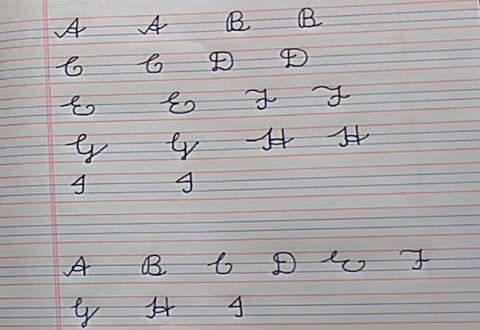 A A B B
C C D D
E E F F
G G H H
I I
A B C D E F
G H I